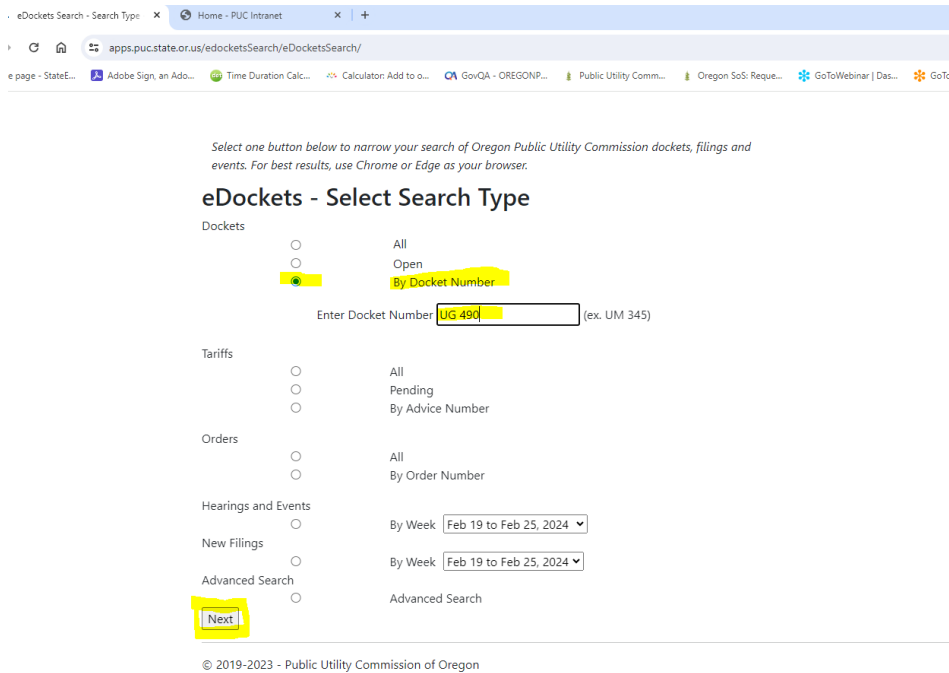 eDockets Search - Search Type
Home - PUC Intranet
apps.puc.state.or.us/edocketsSearch/eDocketsSearch/
e page - StateE... Adobe Sign, an Ado... Time Duration Calc... Calculator: Add to o... GovQA - OREGONP... Public Utility Comm... Oregon SoS: Reque... GoToWebinar | Das... GoTo
Select one button below to narrow your search of Oregon Public Utility Commission dockets, filings and
events. For best results, use Chrome or Edge as your browser.
eDockets - Select Search Type
Dockets
All
Open
By Docket Number
Enter Docket Number UG 490 (ex. UM 345)
Tariffs
All
Pending
By Advice Number
Orders
All
By Order Number
Hearings and Events
By Week Feb 19 to Feb 25, 2024
New Filings
By Week Feb 19 to Feb 25, 2024
Advanced Search
Advanced Search
Next
© 2019-2023 - Public Utility Commission of Oregon